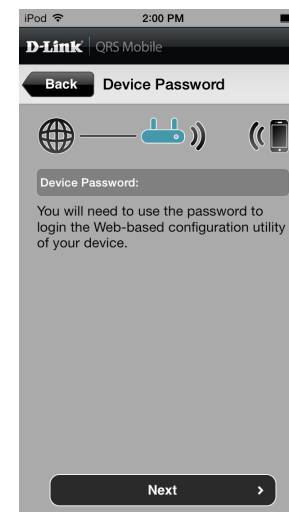 iPod 2:00 PM
D-Link QRS Mobile
Back Device Password
Device Password:
You will need to use the password to
login the Web-based configuration utility
of your device.
Next